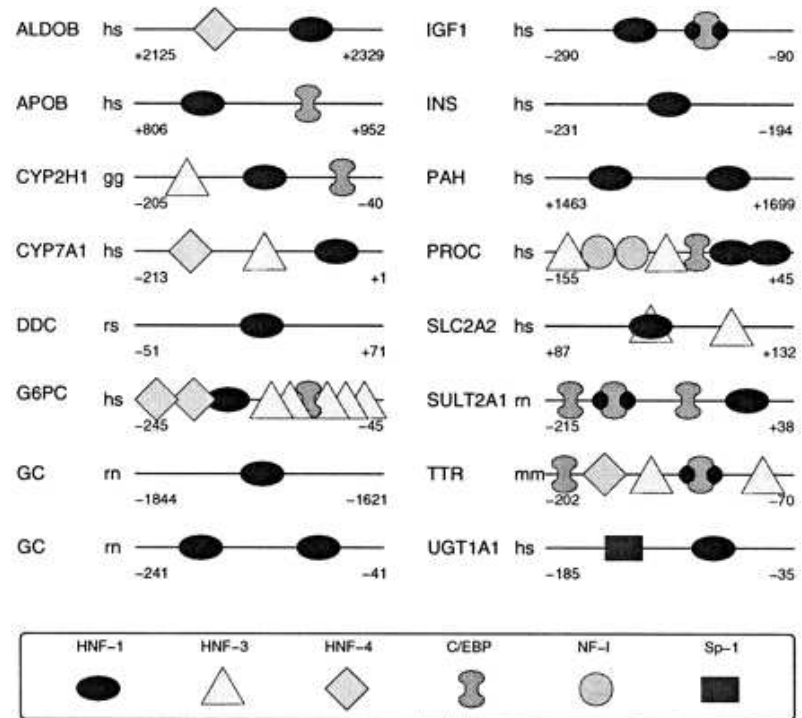 ALDOB hs +2125 +2329
APOB hs +806 +952
CYP2H1 gg -205 -40
CYP7A1 hs -213 +1
DDC rs -51 +71
G6PC hs -245 -45
GC rn -1844 -1621
GC rn -241 -41
IGF1 hs -290 -90
INS hs -231 -194
PAH hs +1463 +1699
PROC hs -155 +45
SLC2A2 hs +87 +132
SULT2A1 rn -215 +38
TTR mm -202 -70
UGT1A1 hs -185 -35
HNF-1 HNF-3 HNF-4 C/EBP NF-I Sp-1